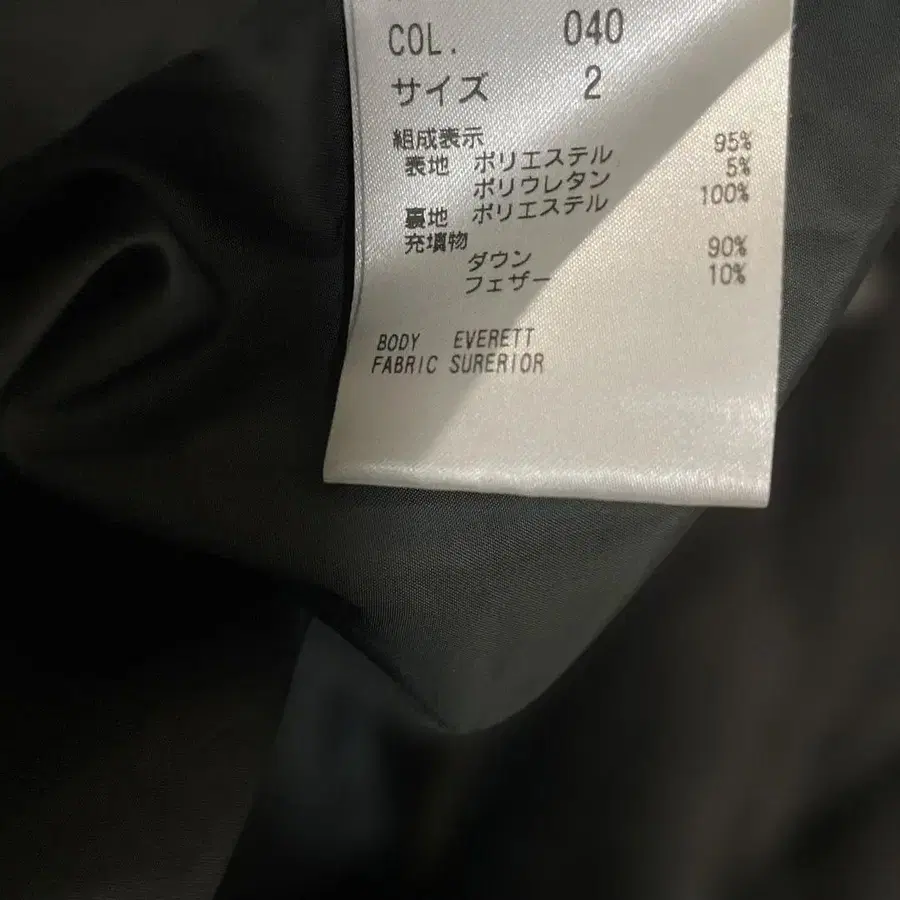 COL. 040
サイズ 2
組成表示
表地 ポリエステル 95%
ポリウレタン 5%
裏地 ポリエステル 100%
充填物
ダウン 90%
フェザー 10%
BODY EVERETT
FABRIC SURERIOR